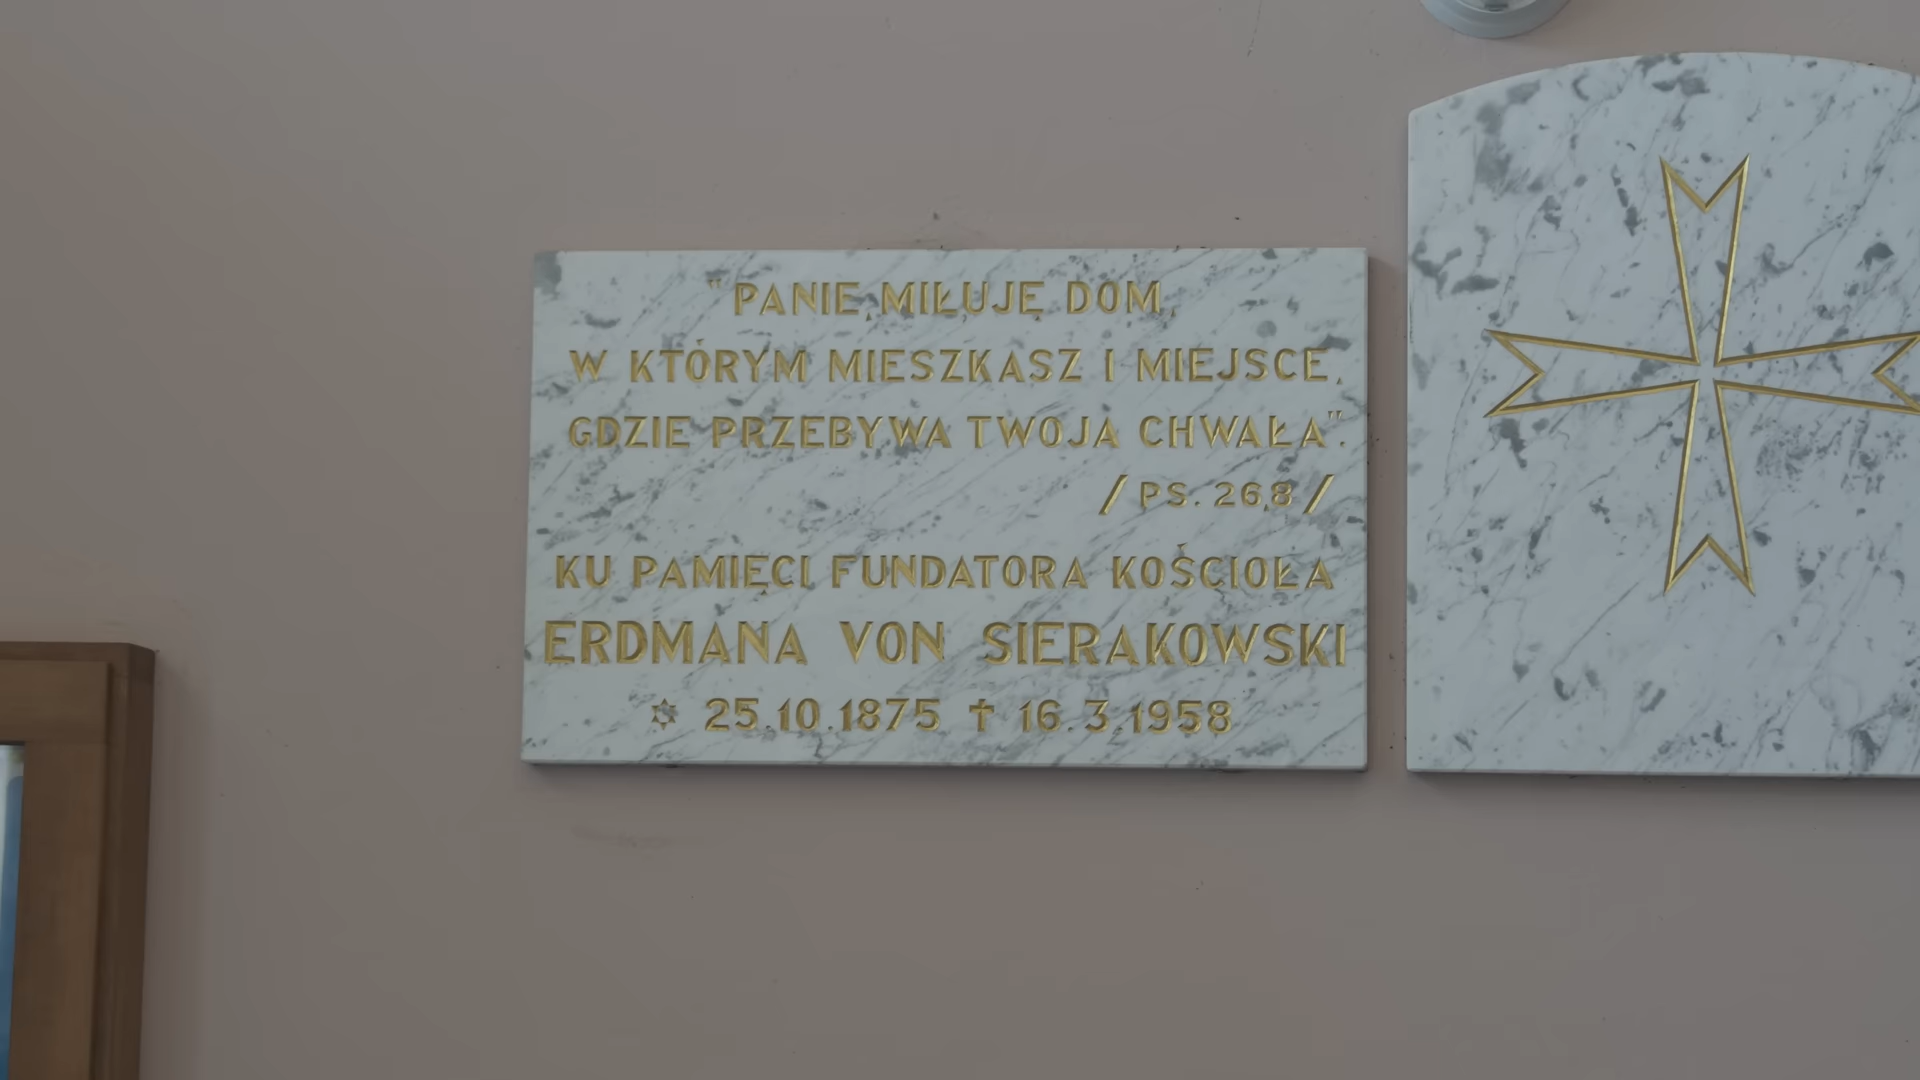 "PANIE, MIŁUJĘ DOM,
W KTÓRYM MIESZKASZ I MIEJSCE,
GDZIE PRZEBYWA TWOJA CHWAŁA".
/PS. 26,8/
KU PAMIĘCI FUNDATORA KOŚCIOŁA
ERDMANA VON SIERAKOWSKI
✡ 25.10.1875 ✝ 16.3.1958